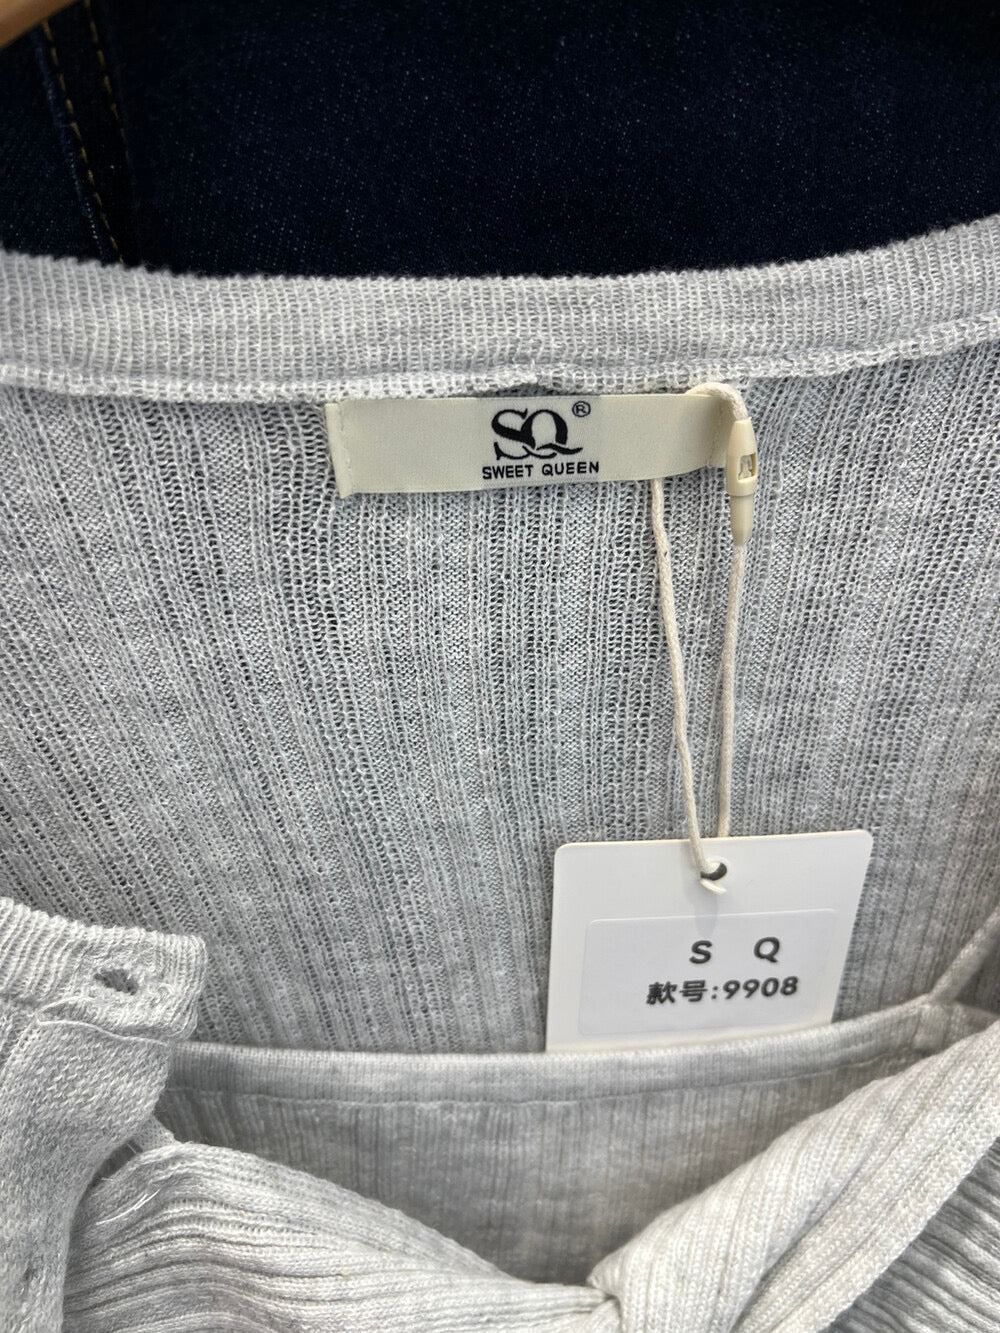 SQ®
SWEET QUEEN
S Q
款号:9908